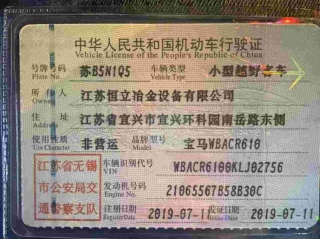 中华人民共和国机动车行驶证
Vehicle License of the People's Republic of China
号牌号码 苏B5N1Q5 车辆类型 小型越野客车
Plate No. Vehicle Type
所有人 江苏恒立冶金设备有限公司
Owner
住址 江苏省宜兴市宜兴环科园南岳路东侧
Address
使用性质 非营运 品牌型号 宝马WBACR610
Use Character Model
江苏省无锡 车辆识别代号 WBACR6100KLJ02756
VIN
市公安局交 发动机号码 21065567B58B30C
Engine No.
通警察支队 注册日期 2019-07-11 发证日期 2019-07-11
Register Date Issue Date